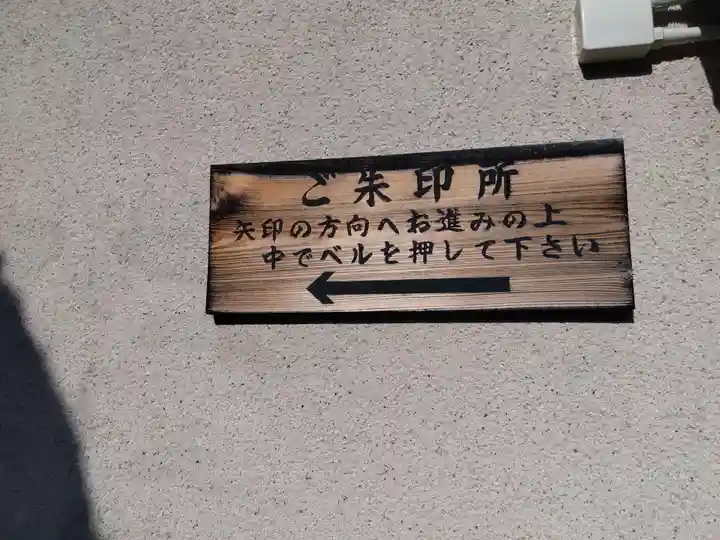 ご朱印所
矢印の方向へお進みの上
中でベルを押して下さい